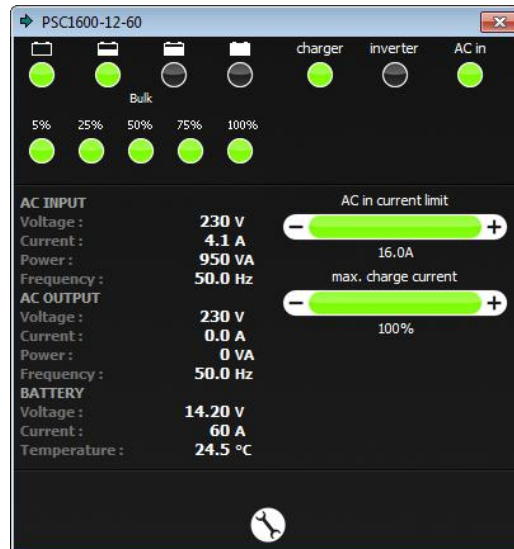 PSC1600-12-60
charger inverter AC in
Bulk
5% 25% 50% 75% 100%
AC INPUT
Voltage : 230 V
Current : 4.1 A
Power : 950 VA
Frequency : 50.0 Hz
AC OUTPUT
Voltage : 230 V
Current : 0.0 A
Power : 0 VA
Frequency : 50.0 Hz
BATTERY
Voltage : 14.20 V
Current : 60 A
Temperature : 24.5 °C
AC in current limit
- +
16.0A
max. charge current
- +
100%